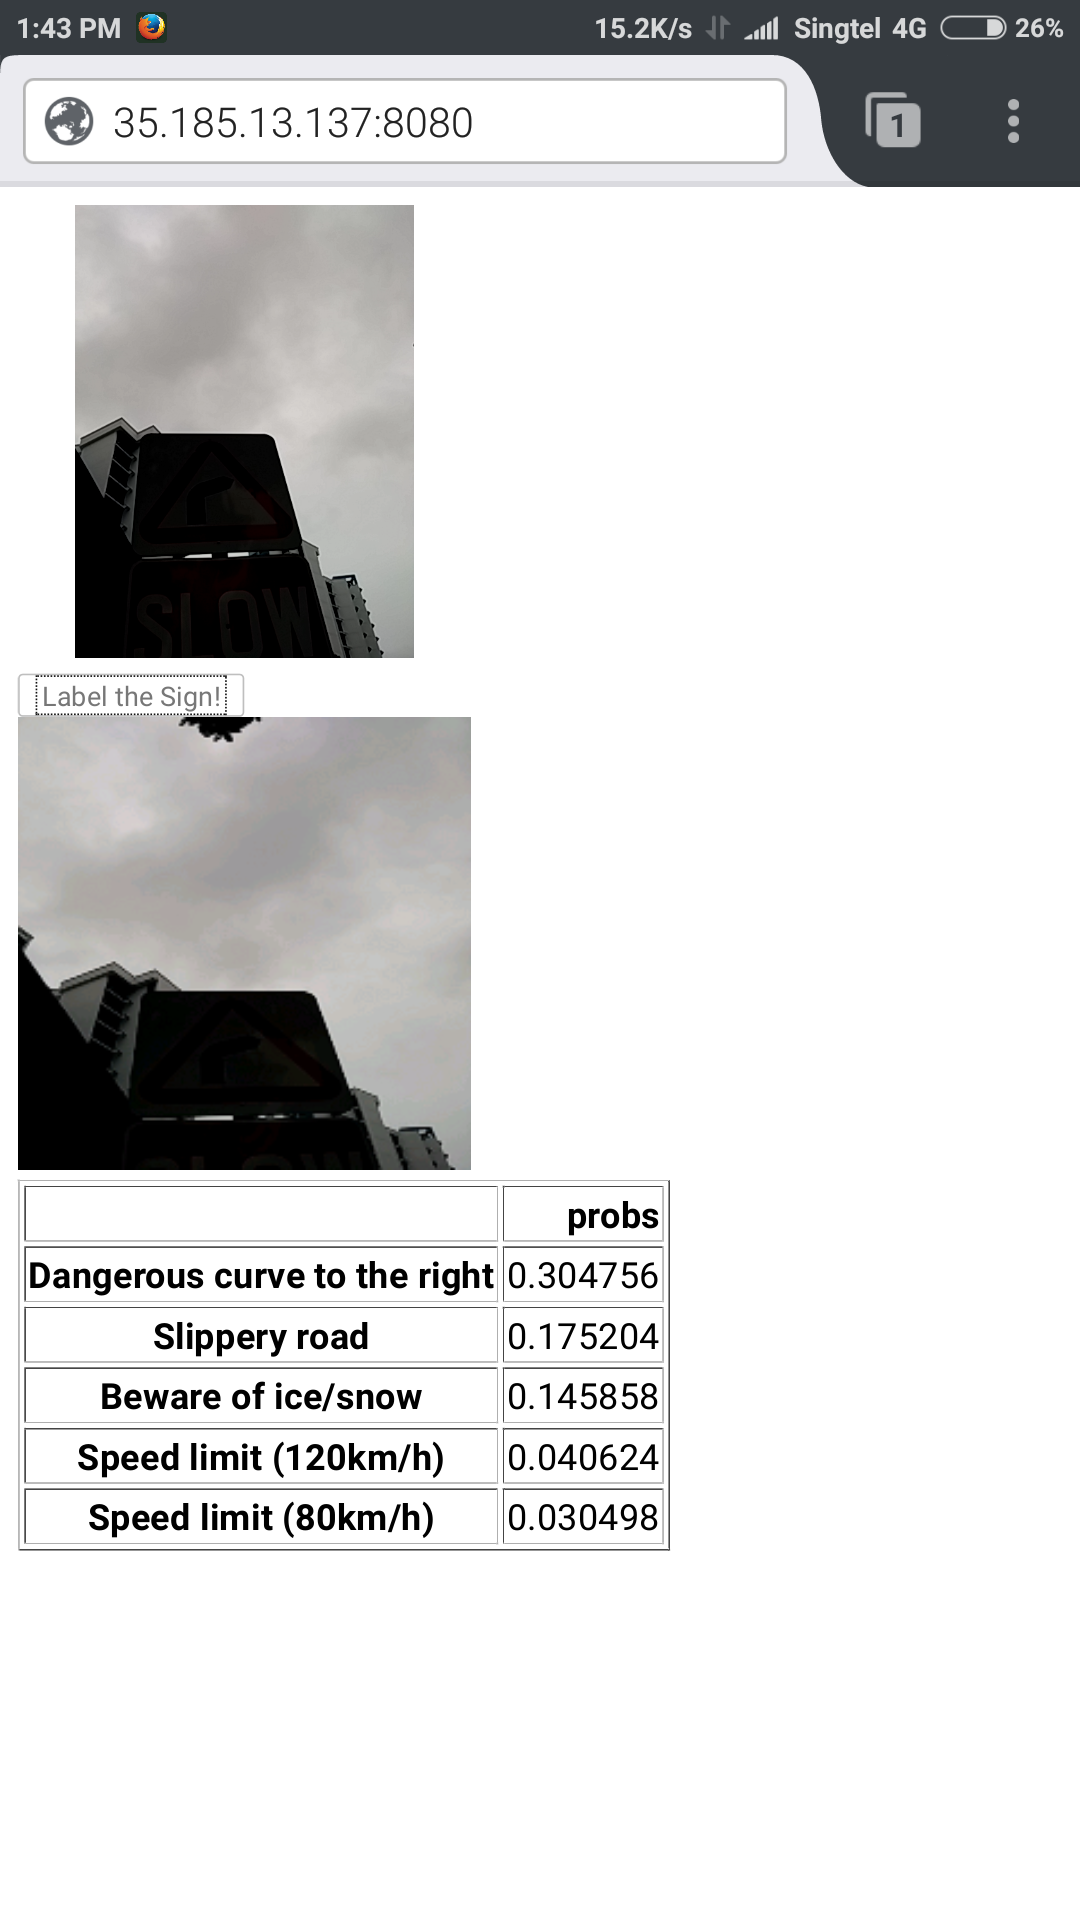 1:43 PM 15.2K/s Singtel 4G 26%
35.185.13.137:8080 1
SLOW
Label the Sign!
probs
Dangerous curve to the right 0.304756
Slippery road 0.175204
Beware of ice/snow 0.145858
Speed limit (120km/h) 0.040624
Speed limit (80km/h) 0.030498